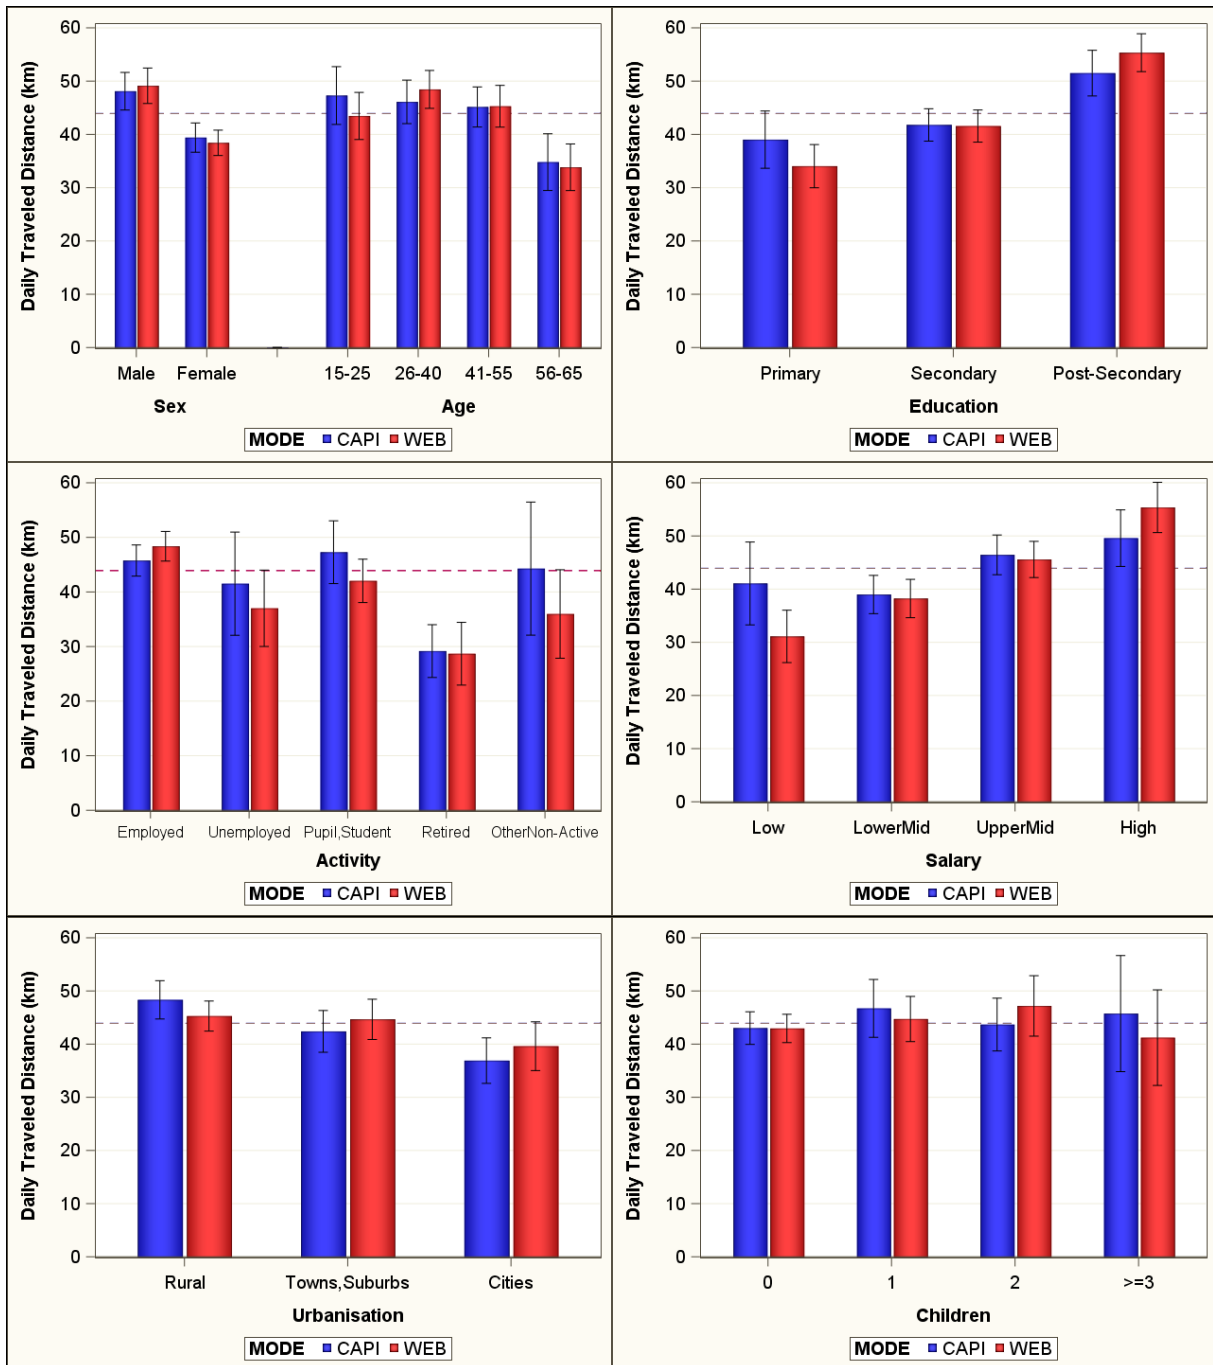 Daily Traveled Distance (km)
60
50
40
30
20
10
0
Male Female 15-25 26-40 41-55 56-65
Sex Age
MODE CAPI WEB
Daily Traveled Distance (km)
60
50
40
30
20
10
0
Primary Secondary Post-Secondary
Education
MODE CAPI WEB
Daily Traveled Distance (km)
60
50
40
30
20
10
0
Employed Unemployed Pupil,Student Retired OtherNon-Active
Activity
MODE CAPI WEB
Daily Traveled Distance (km)
60
50
40
30
20
10
0
Low LowerMid UpperMid High
Salary
MODE CAPI WEB
Daily Traveled Distance (km)
60
50
40
30
20
10
0
Rural Towns,Suburbs Cities
Urbanisation
MODE CAPI WEB
Daily Traveled Distance (km)
60
50
40
30
20
10
0
0 1 2 >=3
Children
MODE CAPI WEB